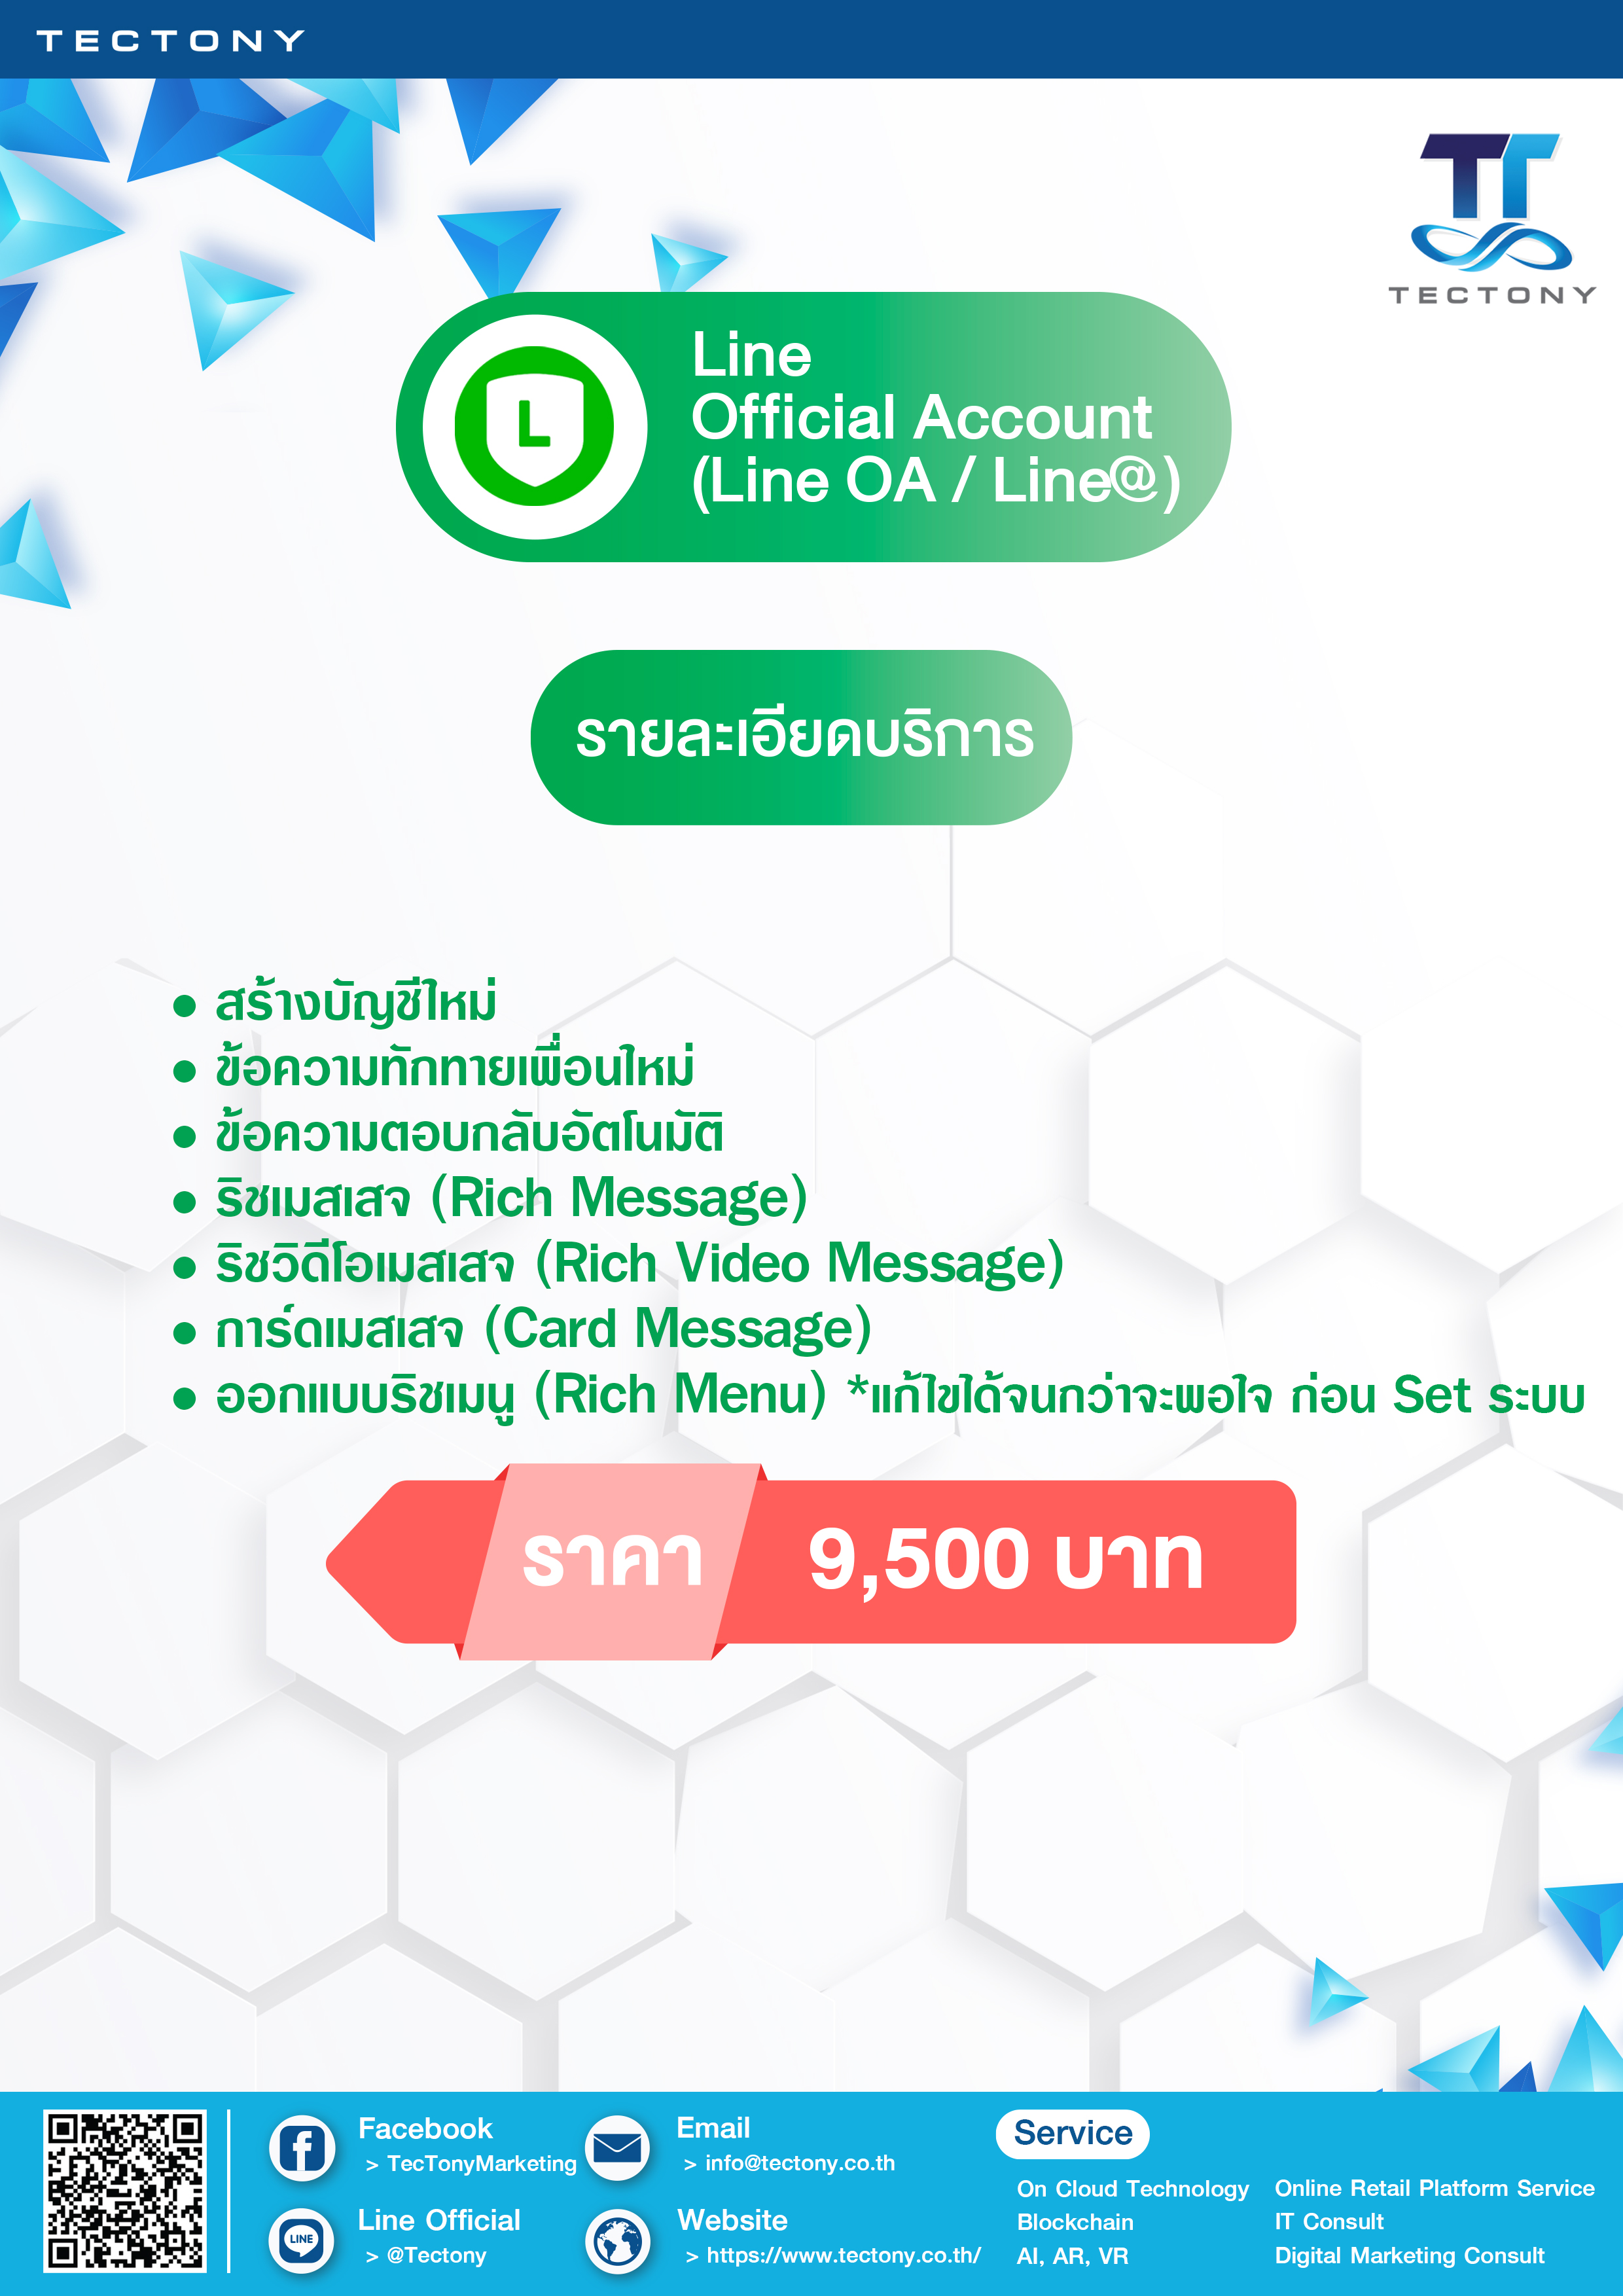 TECTONY
TECTONY
L
Line
Official Account
(Line OA / Line@)
รายละเอียดบริการ
● สร้างบัญชีใหม่
● ข้อความทักทายเพื่อนใหม่
● ข้อความตอบกลับอัตโนมัติ
● ริชเมสเสจ (Rich Message)
● ริชวิดีโอเมสเสจ (Rich Video Message)
● การ์ดเมสเสจ (Card Message)
● ออกแบบริชเมนู (Rich Menu) *แก้ไขได้จนกว่าจะพอใจ ก่อน Set ระบบ
ราคา 9,500 บาท
Facebook
> TecTonyMarketing
Line Official
LINE
> @Tectony
Email
> info@tectony.co.th
Website
> https://www.tectony.co.th/
Service
On Cloud Technology
Blockchain
AI, AR, VR
Online Retail Platform Service
IT Consult
Digital Marketing Consult